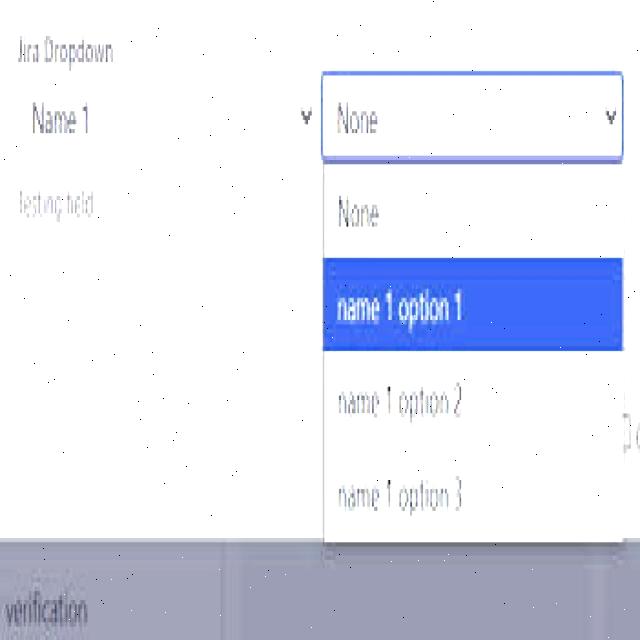 Jira Dropdown
Name 1
None
Testing field
None
name 1 option 1
name 1 option 2
name 1 option 3
verification